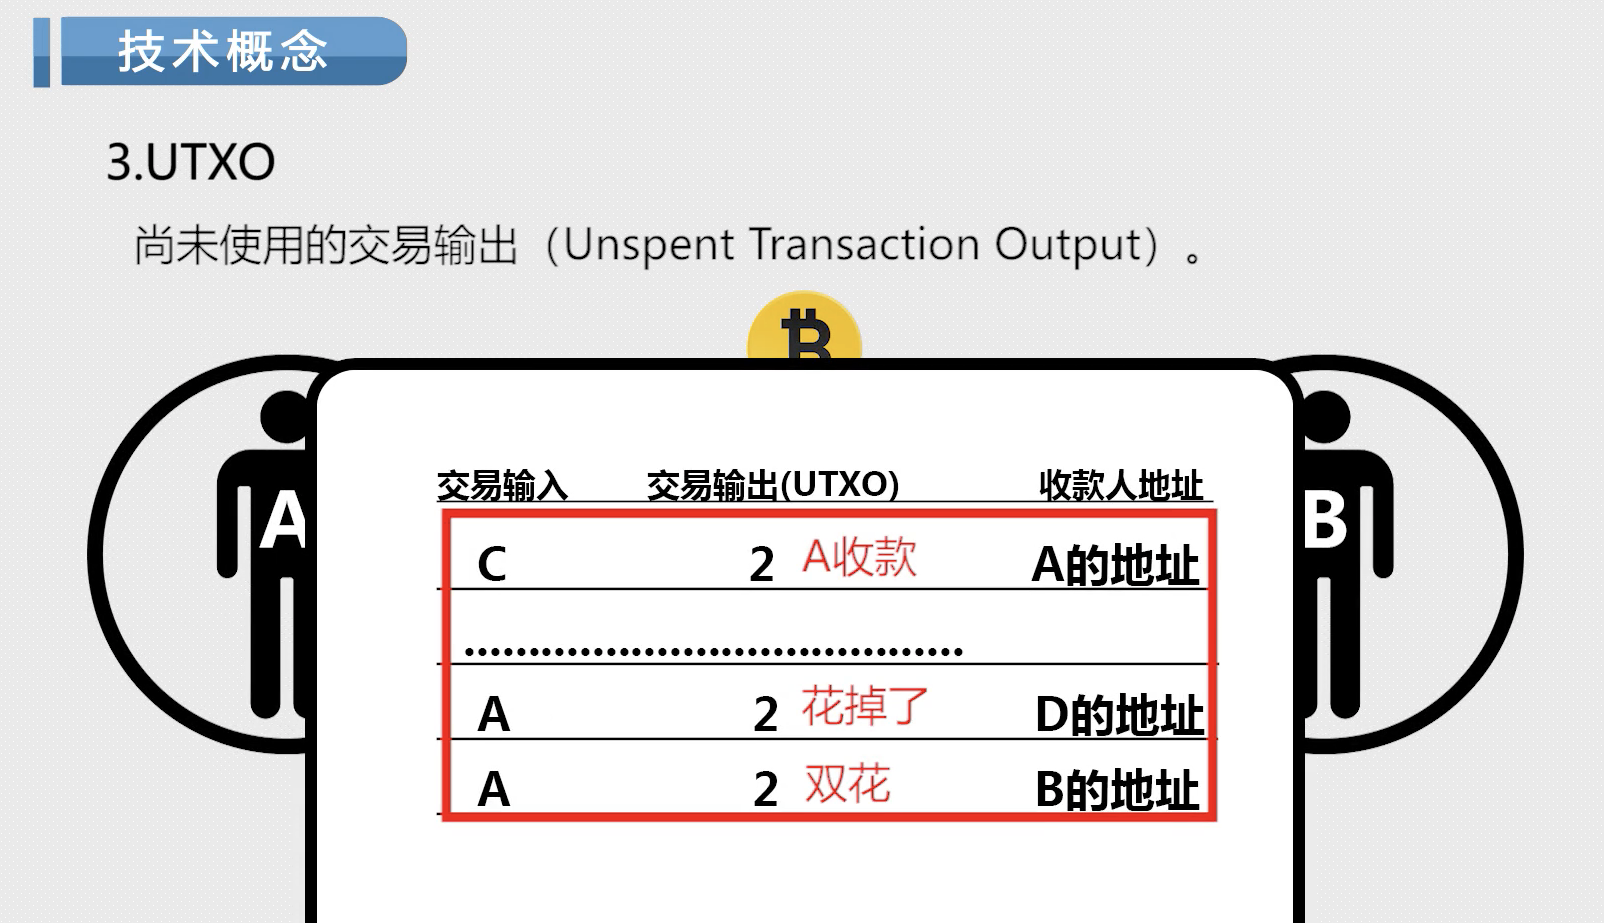 技术概念
3.UTXO
尚未使用的交易输出（Unspent Transaction Output）。
A
B
交易输入 交易输出(UTXO) 收款人地址
C 2 A收款 A的地址
.......................................
A 2 花掉了 D的地址
A 2 双花 B的地址